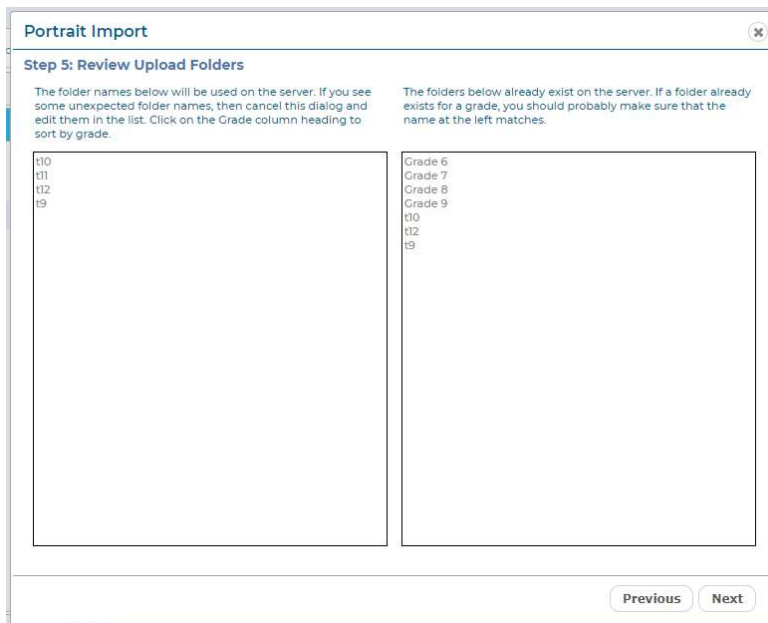 Portrait Import
Step 5: Review Upload Folders
The folder names below will be used on the server. If you see
some unexpected folder names, then cancel this dialog and
edit them in the list. Click on the Grade column heading to
sort by grade.
The folders below already exist on the server. If a folder already
exists for a grade, you should probably make sure that the
name at the left matches.
t10
t11
t12
t9
Grade 6
Grade 7
Grade 8
Grade 9
t10
t12
t9
Previous
Next